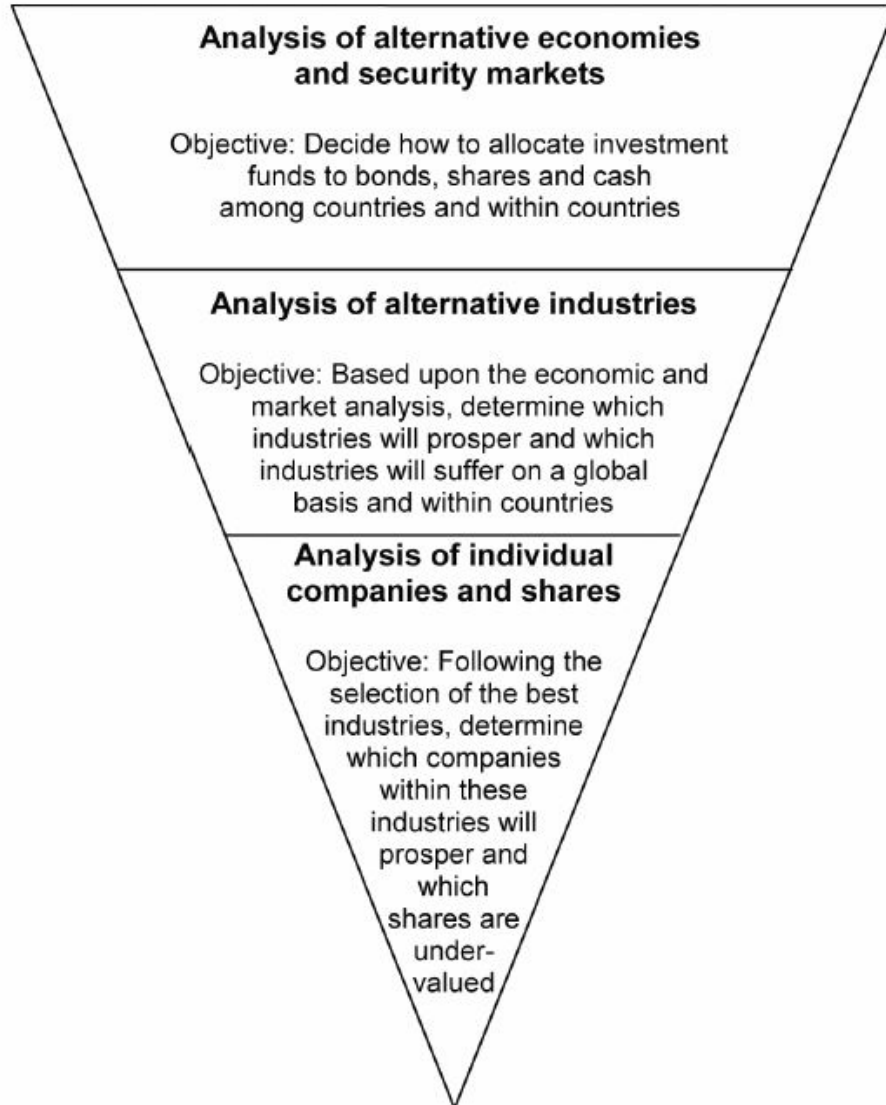 Analysis of alternative economies
and security markets
Objective: Decide how to allocate investment
funds to bonds, shares and cash
among countries and within countries
Analysis of alternative industries
Objective: Based upon the economic and
market analysis, determine which
industries will prosper and which
industries will suffer on a global
basis and within countries
Analysis of individual
companies and shares
Objective: Following the
selection of the best
industries, determine
which companies
within these
industries will
prosper and
which
shares are
under-
valued